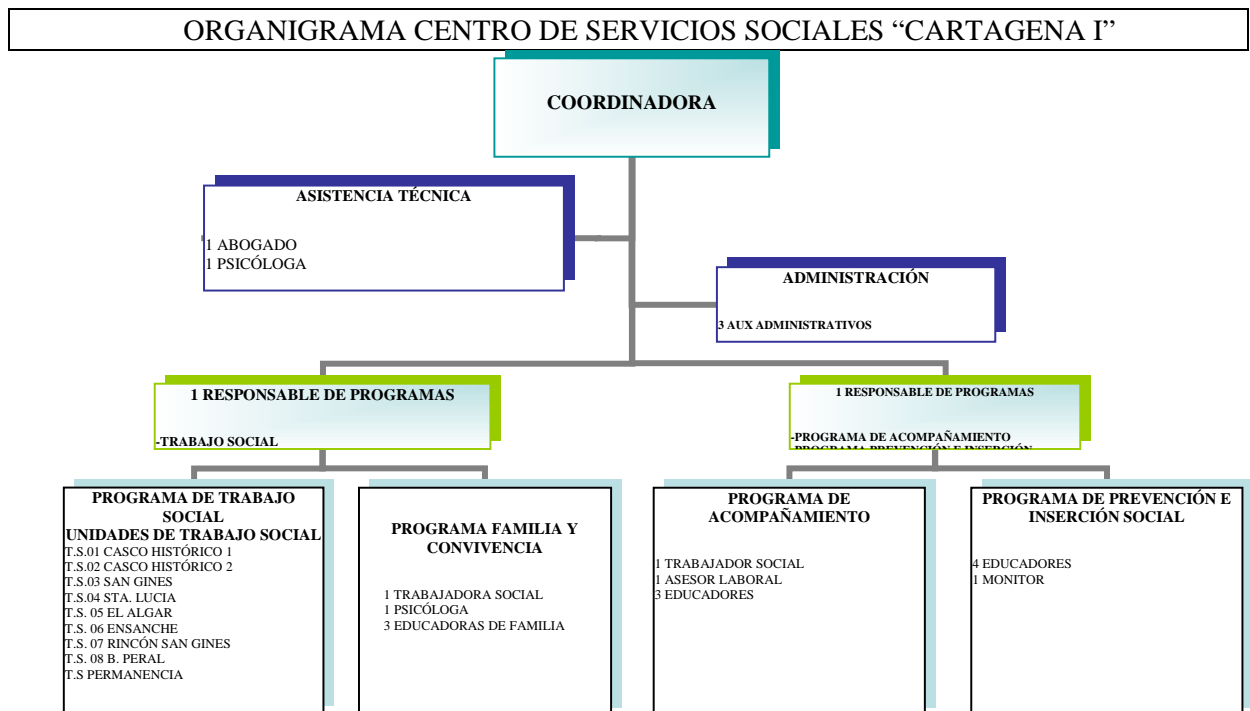 ORGANIGRAMA CENTRO DE SERVICIOS SOCIALES “CARTAGENA I”
COORDINADORA
ASISTENCIA TÉCNICA
1 ABOGADO
1 PSICÓLOGA
ADMINISTRACIÓN
3 AUX ADMINISTRATIVOS
1 RESPONSABLE DE PROGRAMAS
-TRABAJO SOCIAL
1 RESPONSABLE DE PROGRAMAS
-PROGRAMA DE ACOMPAÑAMIENTO
-PROGRAMA PREVENCIÓN E INSERCIÓN
PROGRAMA DE TRABAJO
SOCIAL
UNIDADES DE TRABAJO SOCIAL
T.S.01 CASCO HISTÓRICO 1
T.S.02 CASCO HISTÓRICO 2
T.S.03 SAN GINES
T.S.04 STA. LUCIA
T.S. 05 EL ALGAR
T.S. 06 ENSANCHE
T.S. 07 RINCÓN SAN GINES
T.S. 08 B. PERAL
T.S PERMANENCIA
PROGRAMA FAMILIA Y
CONVIVENCIA
1 TRABAJADORA SOCIAL
1 PSICÓLOGA
3 EDUCADORAS DE FAMILIA
PROGRAMA DE
ACOMPAÑAMIENTO
1 TRABAJADOR SOCIAL
1 ASESOR LABORAL
3 EDUCADORES
PROGRAMA DE PREVENCIÓN E
INSERCIÓN SOCIAL
4 EDUCADORES
1 MONITOR